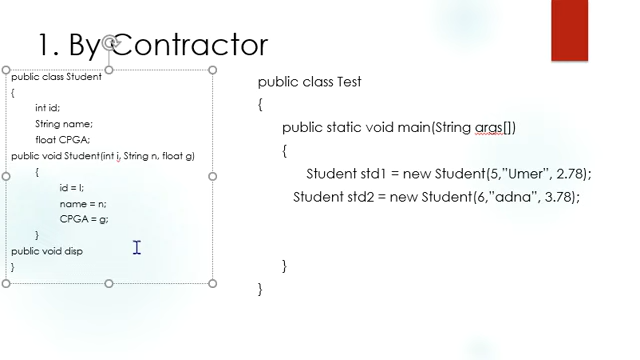 1. By Contractor
public class Student
{
int id;
String name;
float CPGA;
public void Student(int i, String n, float g)
{
id = I;
name = n;
CPGA = g;
}
public void disp
}
public class Test
{
public static void main(String args[])
{
Student std1 = new Student(5,”Umer”, 2.78);
Student std2 = new Student(6,”adna”, 3.78);
}
}